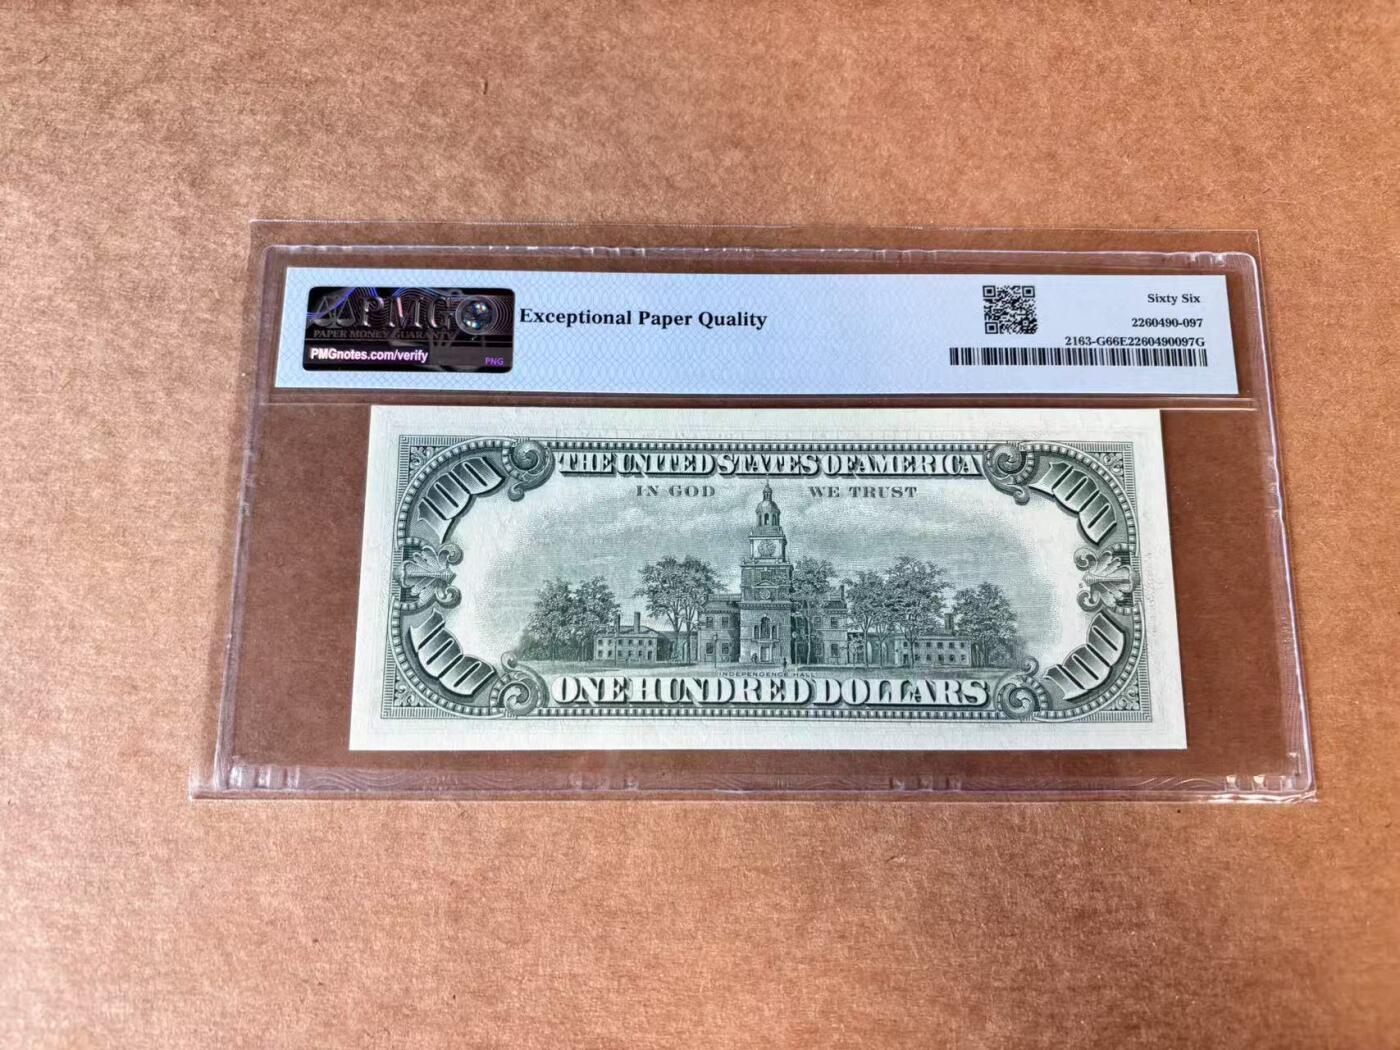 PMG
PAPER MONEY GUARANTY
PMGnotes.com/verify
PNG
Exceptional Paper Quality
Sixty Six
2260490-097
2163-G66E2260490097G
THE UNITED STATES OF AMERICA
100
100
IN GOD WE TRUST
INDEPENDENCE HALL
100
100
ONE HUNDRED DOLLARS